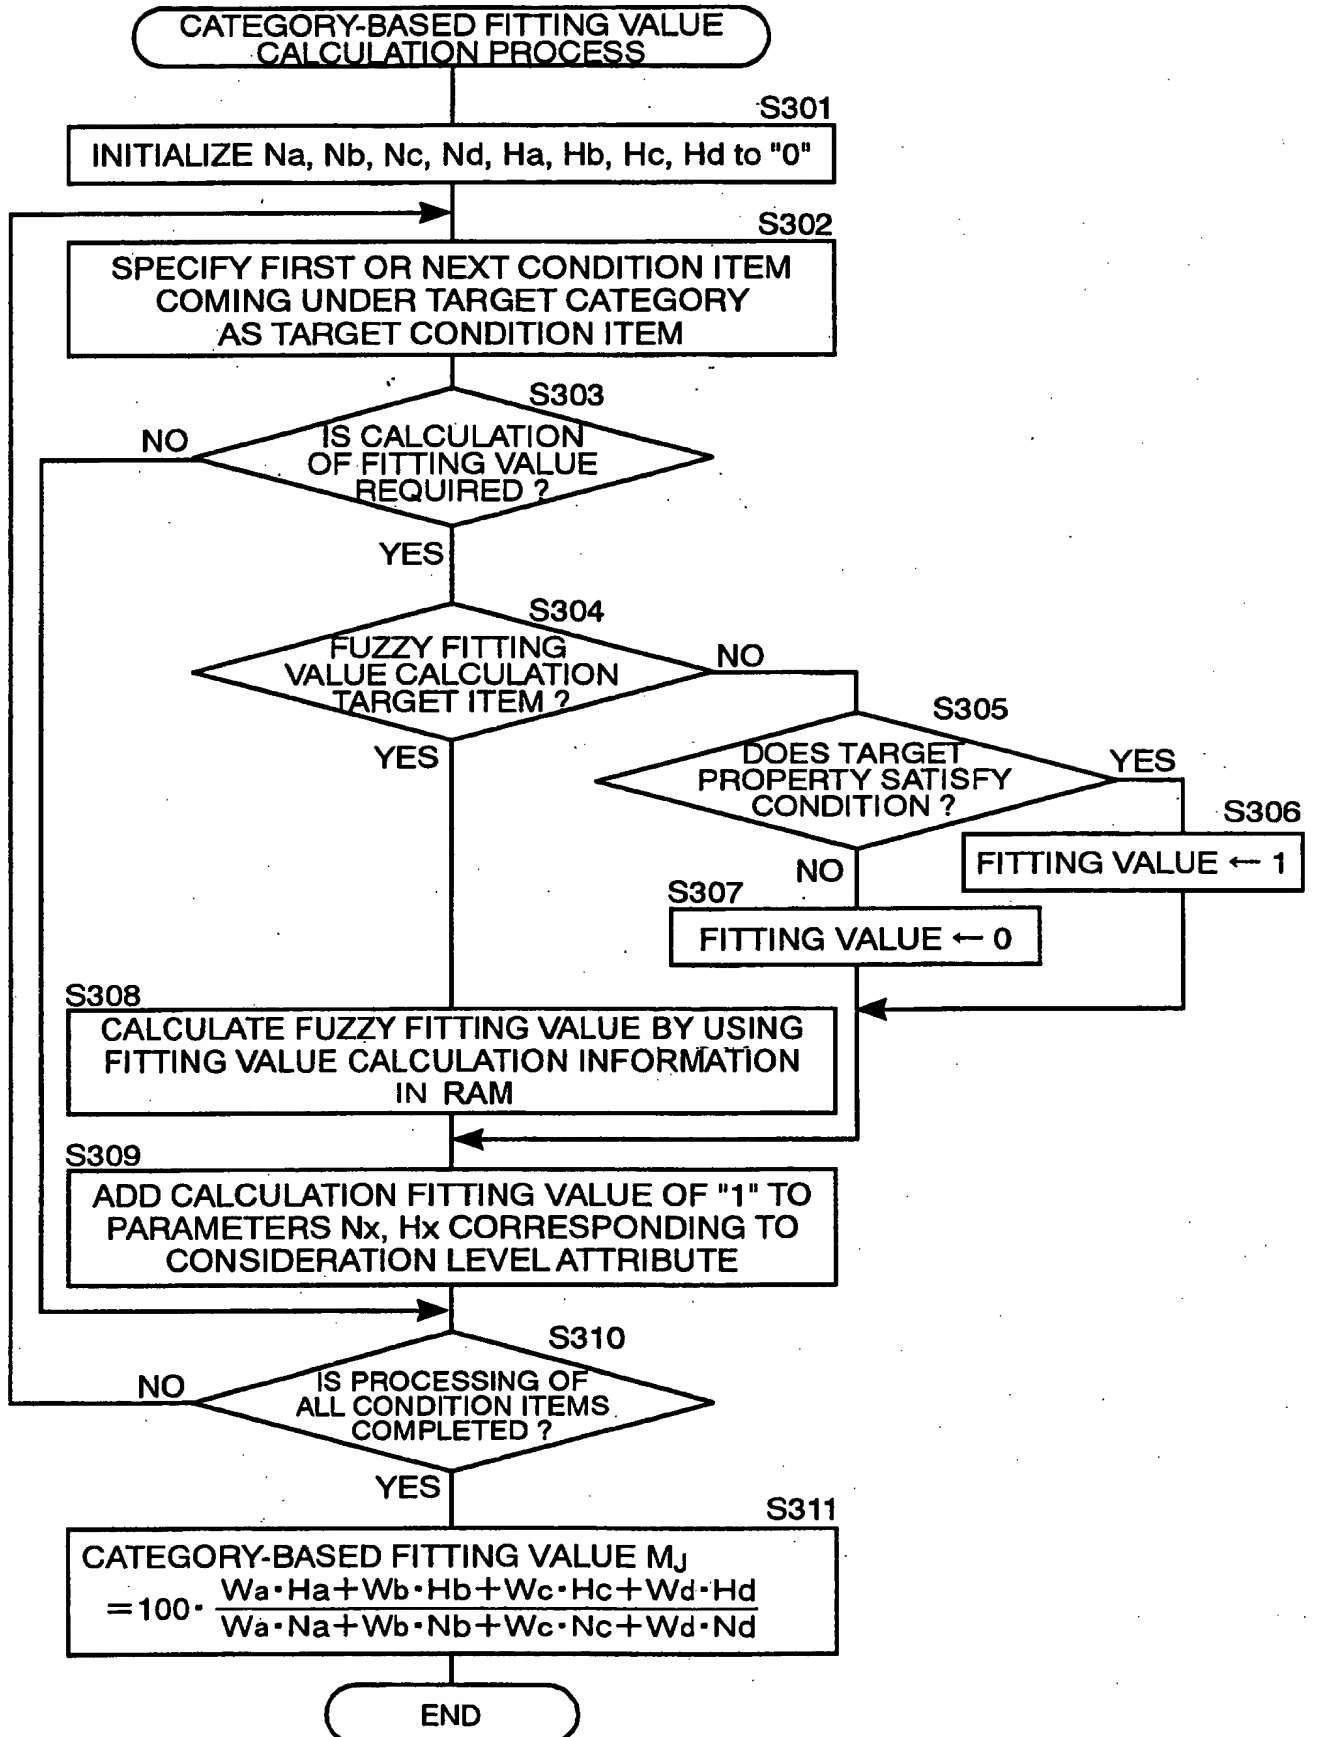 CATEGORY-BASED FITTING VALUE
CALCULATION PROCESS
S301
INITIALIZE Na, Nb, Nc, Nd, Ha, Hb, Hc, Hd to "0"
S302
SPECIFY FIRST OR NEXT CONDITION ITEM
COMING UNDER TARGET CATEGORY
AS TARGET CONDITION ITEM
S303
NO
IS CALCULATION
OF FITTING VALUE
REQUIRED ?
YES
S304
FUZZY FITTING
VALUE CALCULATION
TARGET ITEM ?
NO
YES
S305
DOES TARGET
PROPERTY SATISFY
CONDITION ?
YES
S306
FITTING VALUE ← 1
NO
S307
FITTING VALUE ← 0
S308
CALCULATE FUZZY FITTING VALUE BY USING
FITTING VALUE CALCULATION INFORMATION
IN RAM
S309
ADD CALCULATION FITTING VALUE OF "1" TO
PARAMETERS Nx, Hx CORRESPONDING TO
CONSIDERATION LEVEL ATTRIBUTE
S310
NO
IS PROCESSING OF
ALL CONDITION ITEMS
COMPLETED ?
YES
S311
CATEGORY-BASED FITTING VALUE MJ
=100· Wa·Ha+Wb·Hb+Wc·Hc+Wd·Hd
Wa·Na+Wb·Nb+Wc·Nc+Wd·Nd
END